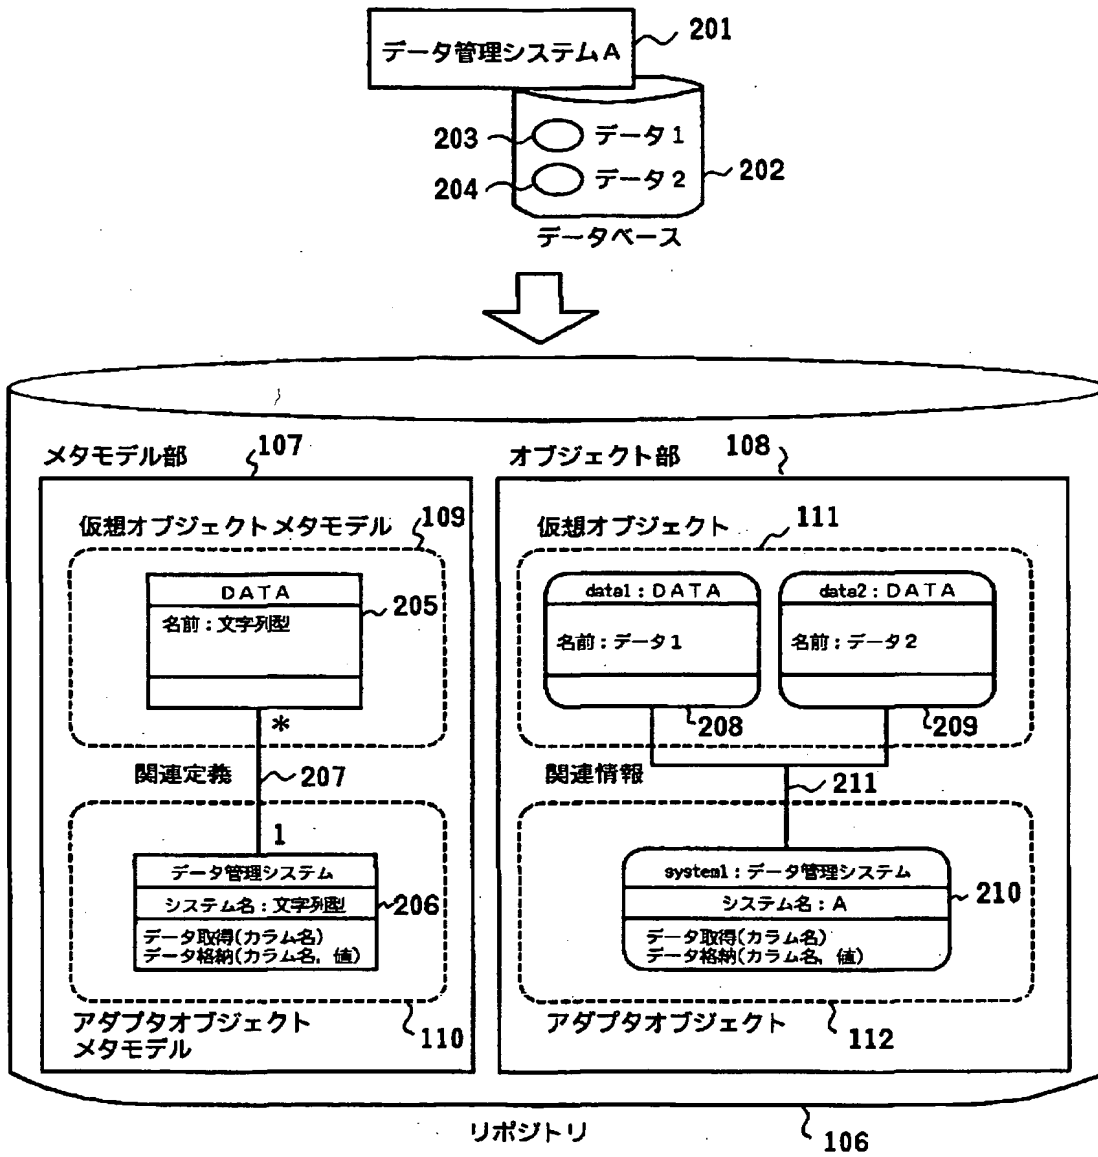 データ管理システムA
201
203
データ1
204
データ2
202
データベース
メタモデル部
107
オブジェクト部
108
仮想オブジェクトメタモデル
109
仮想オブジェクト
111
DATA
205
名前:文字列型
data1:DATA
data2:DATA
名前:データ1
名前:データ2
208
209
*
関連定義
207
関連情報
211
1
データ管理システム
システム名:文字列型
206
データ取得(カラム名)
データ格納(カラム名, 値)
system1:データ管理システム
210
システム名:A
データ取得(カラム名)
データ格納(カラム名, 値)
アダプタオブジェクト
メタモデル
110
アダプタオブジェクト
112
リポジトリ
106